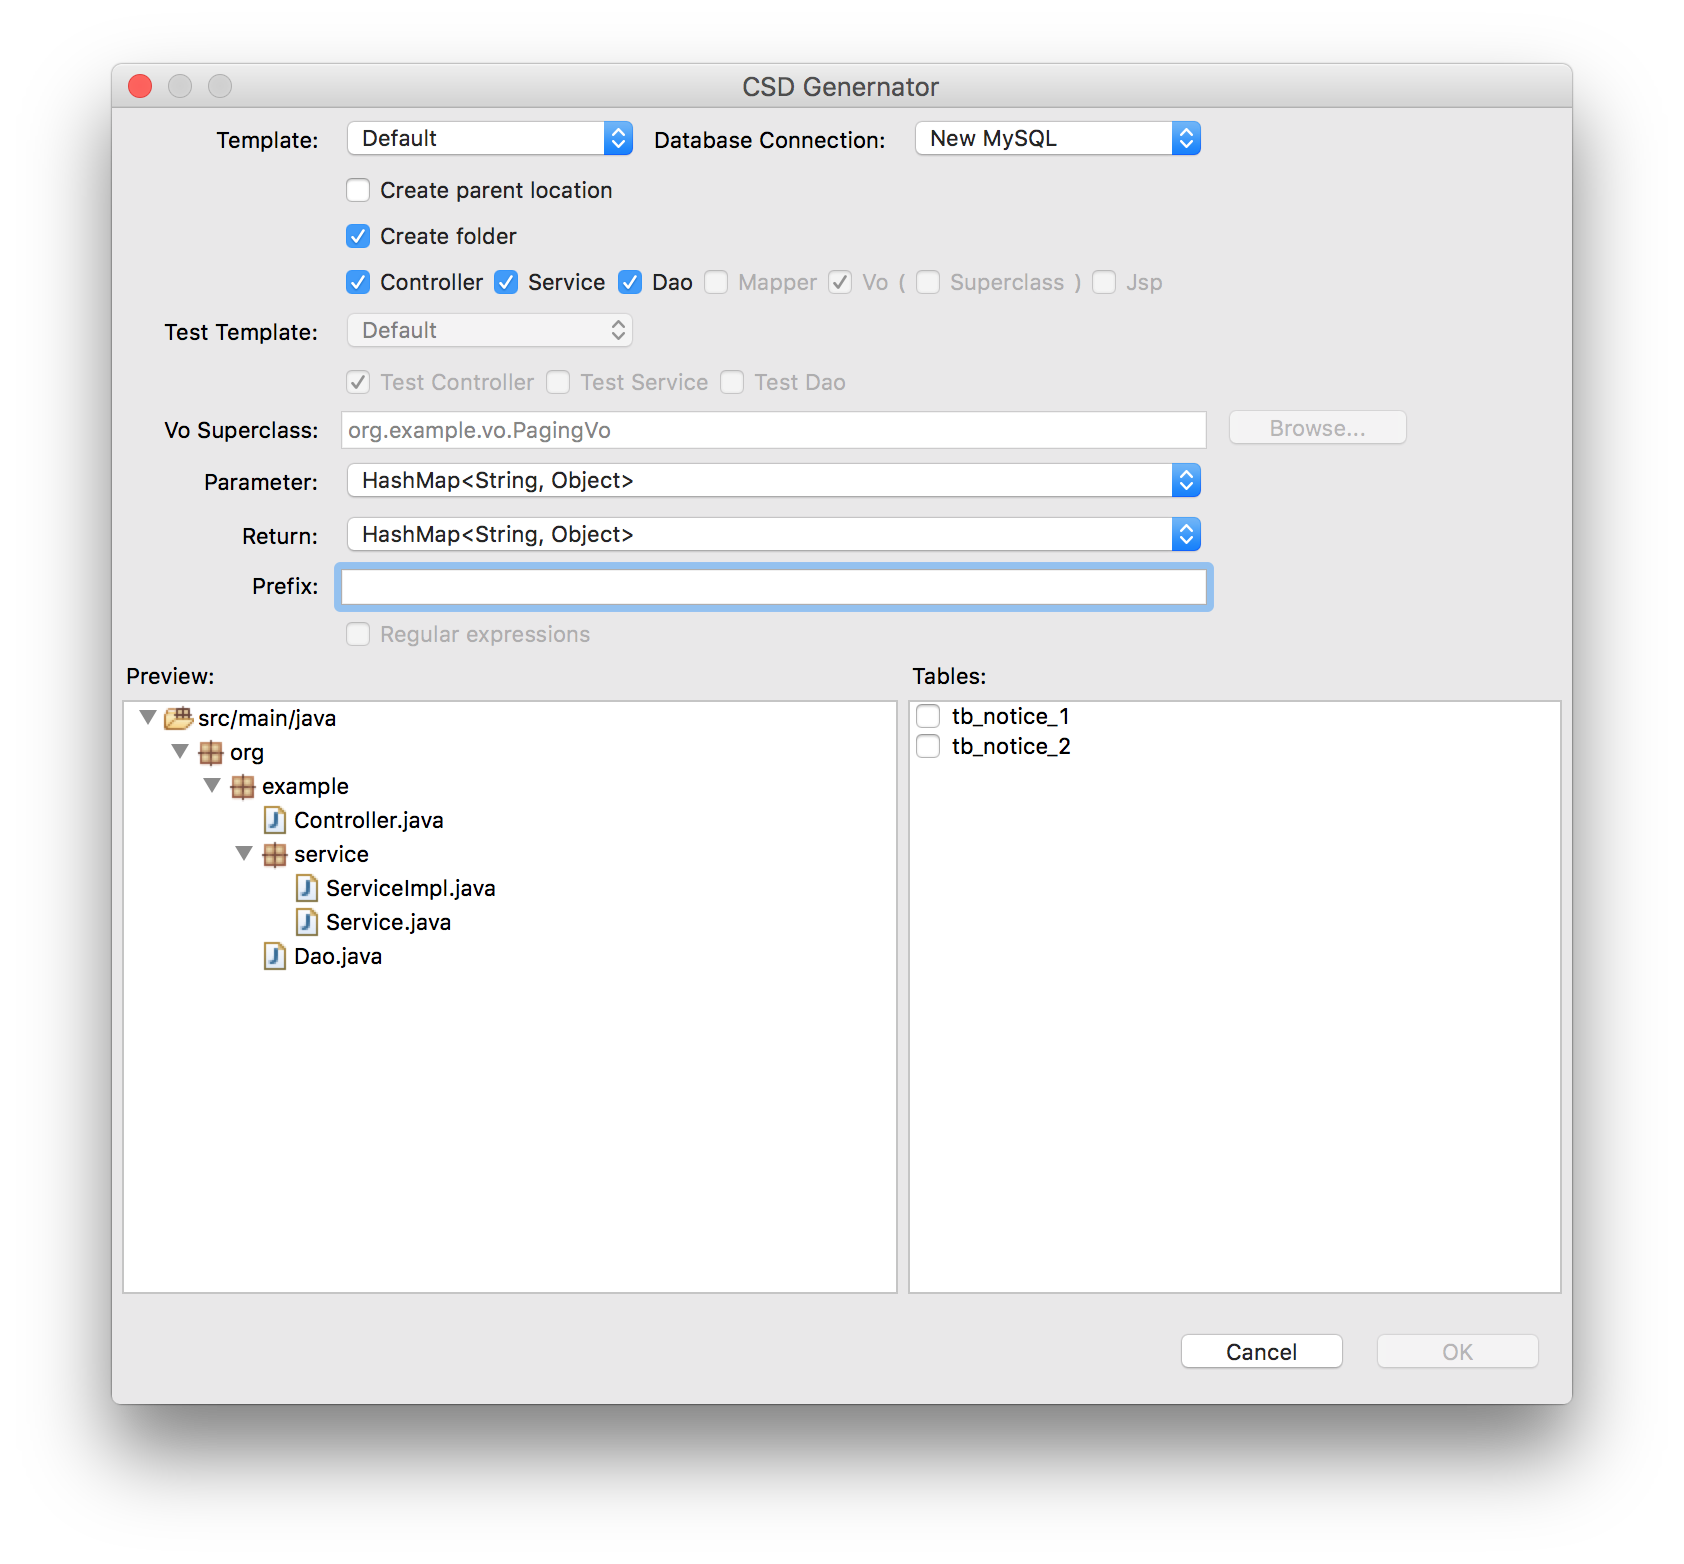 CSD Genernator
Template: Default Database Connection: New MySQL
Create parent location
Create folder
Controller Service Dao Mapper Vo ( Superclass ) Jsp
Test Template: Default
Test Controller Test Service Test Dao
Vo Superclass: org.example.vo.PagingVo Browse...
Parameter: HashMap<String, Object>
Return: HashMap<String, Object>
Prefix:
Regular expressions
Preview:
src/main/java
org
example
Controller.java
service
ServiceImpl.java
Service.java
Dao.java
Tables:
tb_notice_1
tb_notice_2
Cancel OK